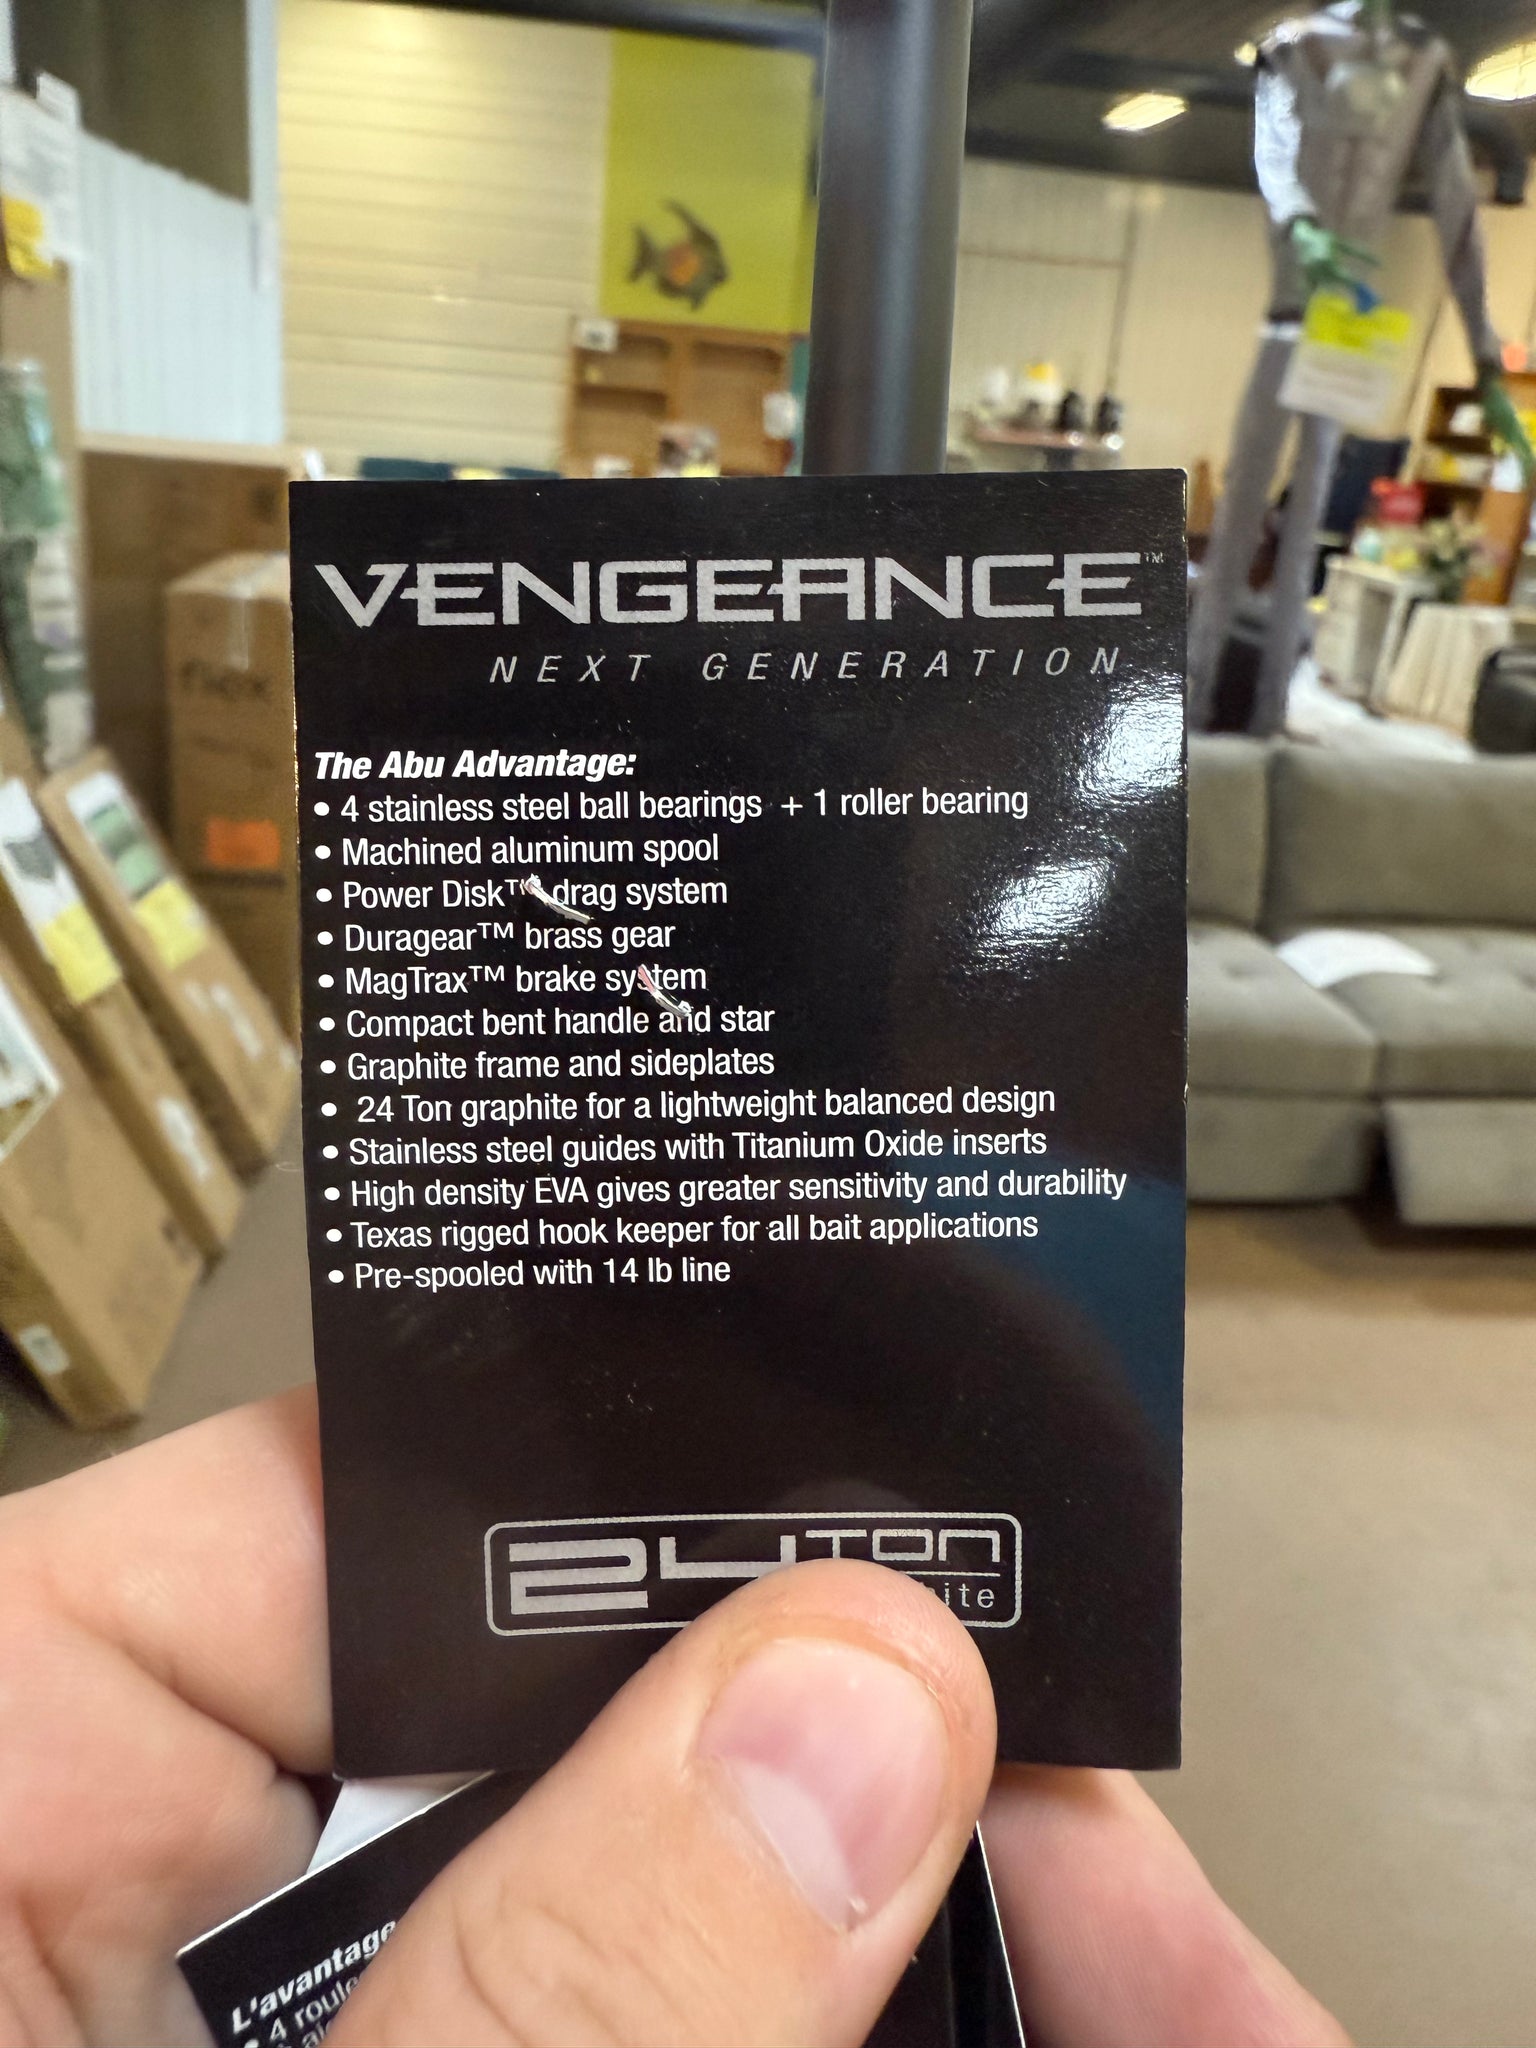 VENGEANCE™
NEXT GENERATION
The Abu Advantage:
• 4 stainless steel ball bearings + 1 roller bearing
• Machined aluminum spool
• Power Disk™ drag system
• Duragear™ brass gear
• MagTrax™ brake system
• Compact bent handle and star
• Graphite frame and sideplates
• 24 Ton graphite for a lightweight balanced design
• Stainless steel guides with Titanium Oxide inserts
• High density EVA gives greater sensitivity and durability
• Texas rigged hook keeper for all bait applications
• Pre-spooled with 14 lb line
24TON
L'avantage
• 4